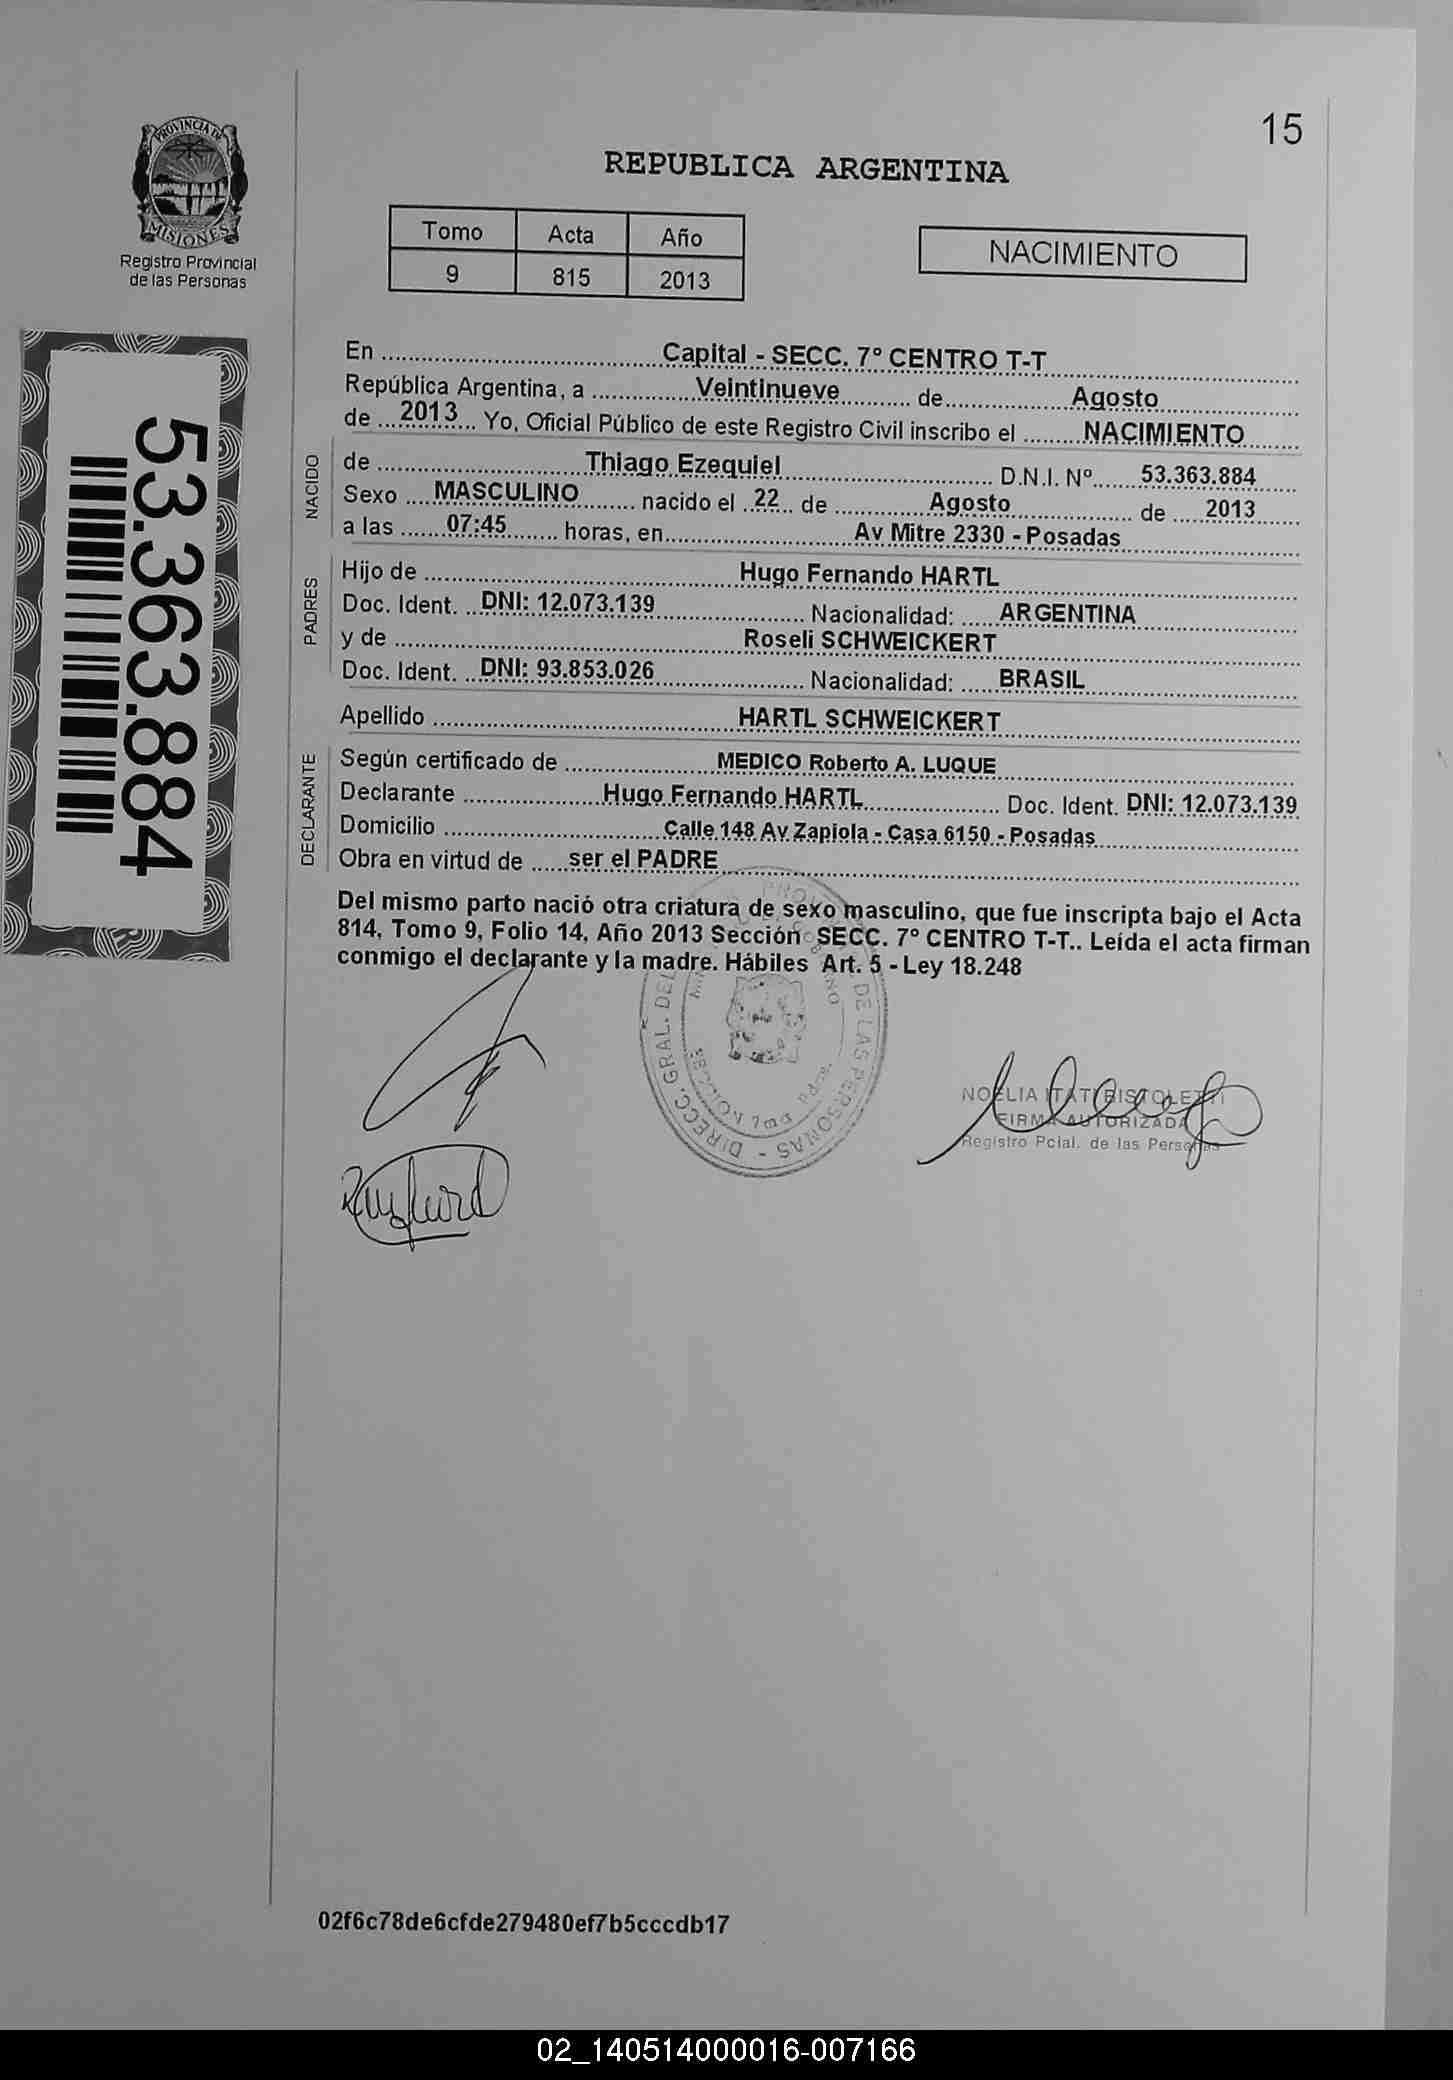 15
REPUBLICA ARGENTINA
PROVINCIA DE
MISIONES
Registro Provincial
de las Personas
Tomo Acta Año
9 815 2013
NACIMIENTO
53.363.884
En Capital - SECC. 7° CENTRO T-T
República Argentina, a Veintinueve de Agosto
de 2013 Yo, Oficial Público de este Registro Civil inscribo el NACIMIENTO
NACIDO
de Thiago Ezequiel D.N.I. Nº 53.363.884
Sexo MASCULINO nacido el 22 de Agosto de 2013
a las 07:45 horas, en Av Mitre 2330 - Posadas
PADRES
Hijo de Hugo Fernando HARTL
Doc. Ident. DNI: 12.073.139 Nacionalidad: ARGENTINA
y de Roseli SCHWEICKERT
Doc. Ident. DNI: 93.853.026 Nacionalidad: BRASIL
Apellido HARTL SCHWEICKERT
DECLARANTE
Según certificado de MEDICO Roberto A. LUQUE
Declarante Hugo Fernando HARTL Doc. Ident. DNI: 12.073.139
Domicilio Calle 148 Av Zapiola - Casa 6150 - Posadas
Obra en virtud de ser el PADRE
Del mismo parto nació otra criatura de sexo masculino, que fue inscripta bajo el Acta
814, Tomo 9, Folio 14, Año 2013 Sección SECC. 7° CENTRO T-T.. Leída el acta firman
conmigo el declarante y la madre. Hábiles Art. 5 - Ley 18.248
DIRECC. GRAL. DEL DE LAS PERSONAS -
NOELIA ITATI BISTOLETTI
FIRMA AUTORIZADA
Registro Pcial. de las Personas
02f6c78de6cfde279480ef7b5cccdb17
02_140514000016-007166